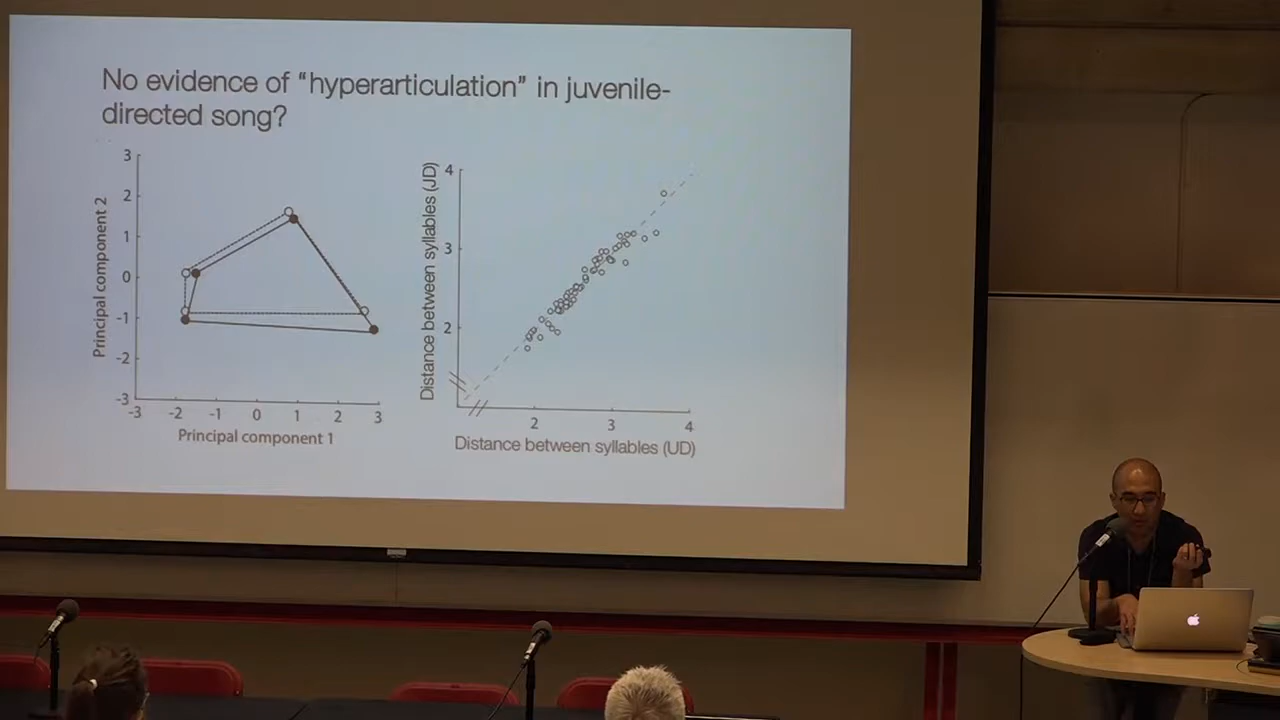 No evidence of “hyperarticulation” in juvenile-
directed song?
3
2
1
0
-1
-2
-3
Principal component 2
-3 -2 -1 0 1 2 3
Principal component 1
4
3
2
Distance between syllables (JD)
2 3 4
Distance between syllables (UD)